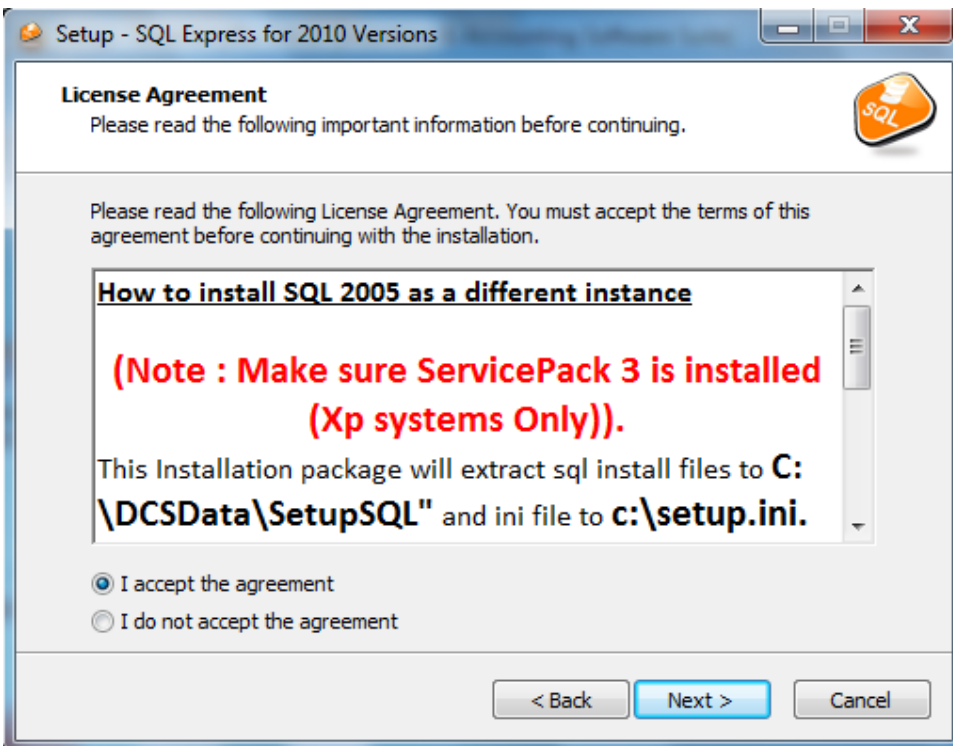 Setup - SQL Express for 2010 Versions
License Agreement
Please read the following important information before continuing.
SQL
Please read the following License Agreement. You must accept the terms of this
agreement before continuing with the installation.
How to install SQL 2005 as a different instance
(Note : Make sure ServicePack 3 is installed
(Xp systems Only)).
This Installation package will extract sql install files to C:
\DCSData\SetupSQL" and ini file to c:\setup.ini.
I accept the agreement
I do not accept the agreement
< Back
Next >
Cancel